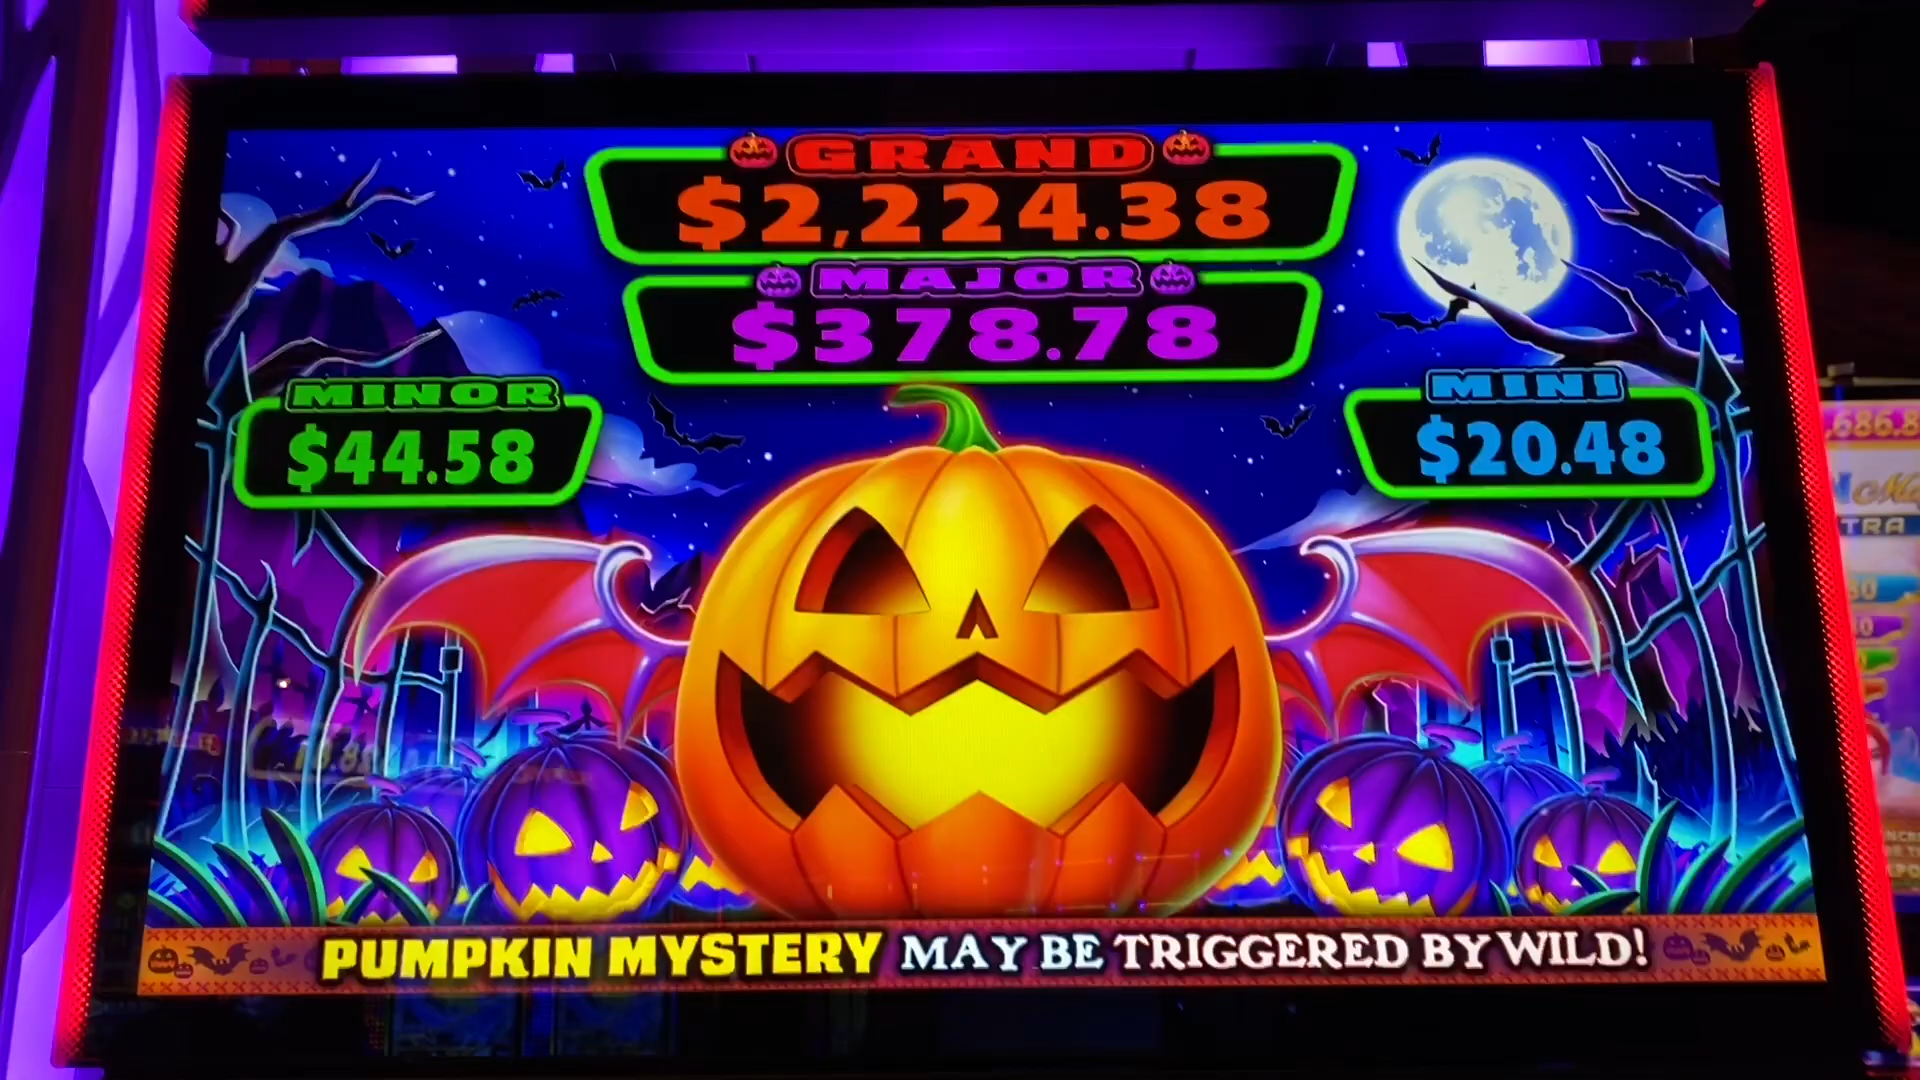 GRAND
$2,224.38
MAJOR
$378.78
MINOR
$44.58
MINI
$20.48
PUMPKIN MYSTERY MAY BE TRIGGERED BY WILD!